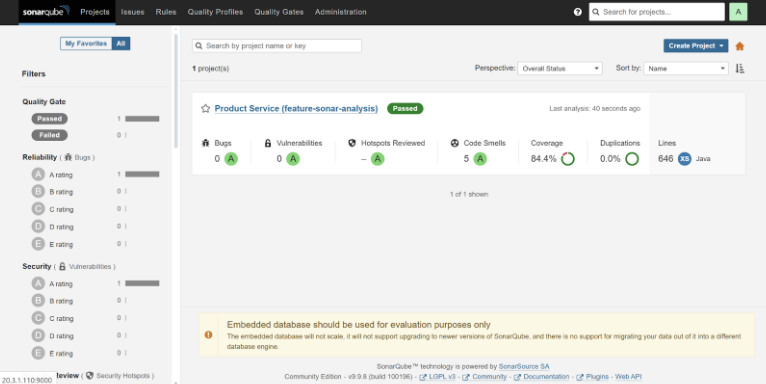 sonarqube Projects Issues Rules Quality Profiles Quality Gates Administration ? Search for projects... A
My Favorites All
Filters
Quality Gate
Passed 1
Failed 0
Reliability ( Bugs )
A A rating 1
B B rating 0
C C rating 0
D D rating 0
E E rating 0
Security ( Vulnerabilities )
A A rating 1
B B rating 0
C C rating 0
D D rating 0
E E rating 0
eview ( Security Hotspots )
20.3.1.110:9000
Search by project name or key
Create Project
1 project(s)
Perspective: Overall Status Sort by: Name
Product Service (feature-sonar-analysis) Passed Last analysis: 40 seconds ago
Bugs Vulnerabilities Hotspots Reviewed Code Smells Coverage Duplications Lines
0 A 0 A – A 5 A 84.4% 0.0% 646 XS Java
1 of 1 shown
Embedded database should be used for evaluation purposes only
The embedded database will not scale, it will not support upgrading to newer versions of SonarQube, and there is no support for migrating your data out of it into a different
database engine.
SonarQube™ technology is powered by SonarSource SA
Community Edition - v9.9.8 (build 100196) - LGPL v3 - Community - Documentation - Plugins - Web API